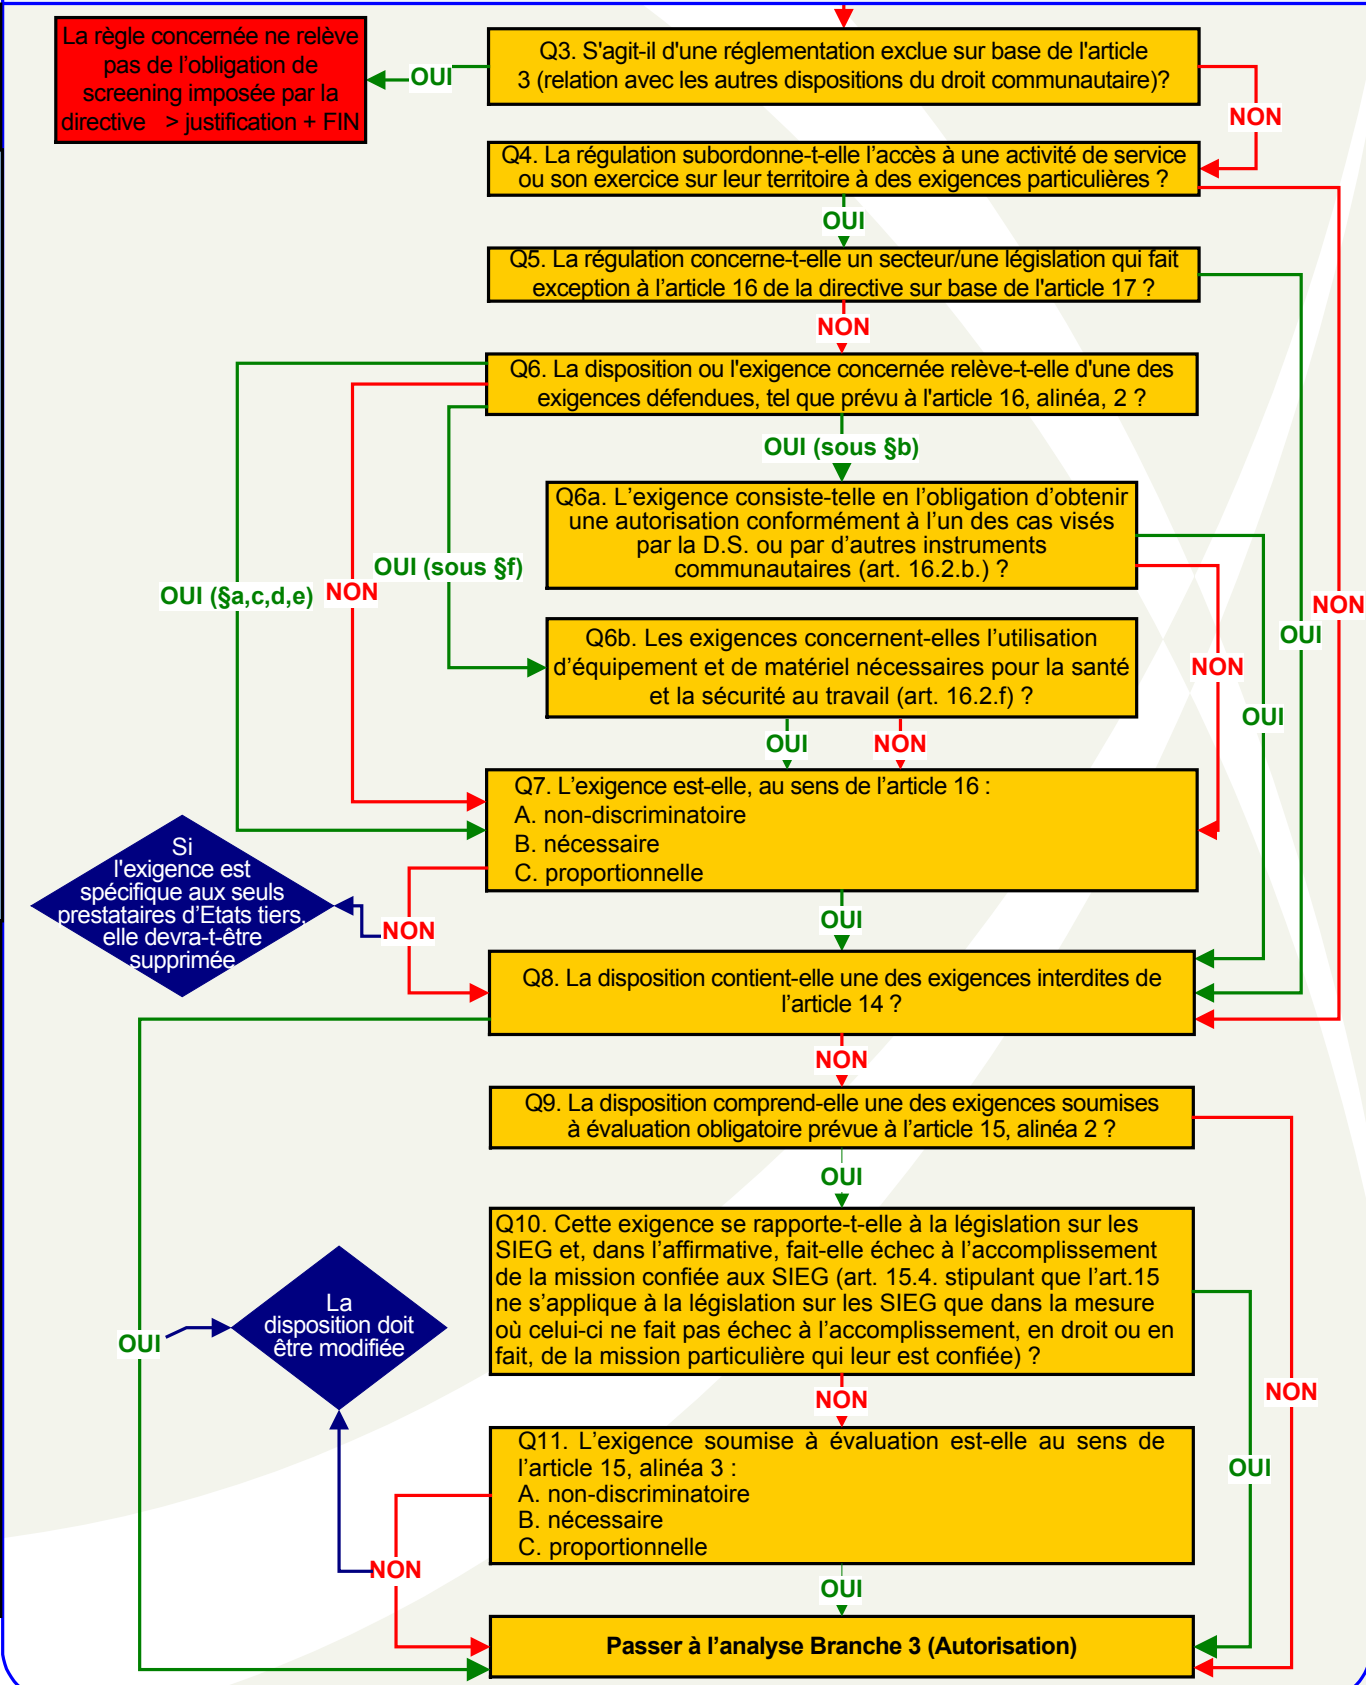 La règle concernée ne relève
pas de l’obligation de
screening imposée par la
directive > justification + FIN
OUI
Q3. S'agit-il d'une réglementation exclue sur base de l'article
3 (relation avec les autres dispositions du droit communautaire)?
NON
Q4. La régulation subordonne-t-elle l’accès à une activité de service
ou son exercice sur leur territoire à des exigences particulières ?
OUI
Q5. La régulation concerne-t-elle un secteur/une législation qui fait
exception à l’article 16 de la directive sur base de l'article 17 ?
NON
Q6. La disposition ou l'exigence concernée relève-t-elle d'une des
exigences défendues, tel que prévu à l'article 16, alinéa, 2 ?
OUI (sous §b)
Q6a. L’exigence consiste-telle en l’obligation d’obtenir
une autorisation conformément à l’un des cas visés
par la D.S. ou par d’autres instruments
communautaires (art. 16.2.b.) ?
OUI (sous §f)
OUI (§a,c,d,e)
NON
NON
OUI
Q6b. Les exigences concernent-elles l’utilisation
d’équipement et de matériel nécessaires pour la santé
et la sécurité au travail (art. 16.2.f) ?
NON
OUI
OUI
NON
Q7. L’exigence est-elle, au sens de l’article 16 :
A. non-discriminatoire
B. nécessaire
C. proportionnelle
Si
l'exigence est
spécifique aux seuls
prestataires d’Etats tiers,
elle devra-t-être
supprimée
NON
OUI
Q8. La disposition contient-elle une des exigences interdites de
l’article 14 ?
NON
Q9. La disposition comprend-elle une des exigences soumises
à évaluation obligatoire prévue à l’article 15, alinéa 2 ?
OUI
Q10. Cette exigence se rapporte-t-elle à la législation sur les
SIEG et, dans l’affirmative, fait-elle échec à l’accomplissement
de la mission confiée aux SIEG (art. 15.4. stipulant que l’art.15
ne s’applique à la législation sur les SIEG que dans la mesure
où celui-ci ne fait pas échec à l’accomplissement, en droit ou en
fait, de la mission particulière qui leur est confiée) ?
La
disposition doit
être modifiée
OUI
NON
NON
Q11. L’exigence soumise à évaluation est-elle au sens de
l’article 15, alinéa 3 :
A. non-discriminatoire
B. nécessaire
C. proportionnelle
OUI
NON
OUI
Passer à l’analyse Branche 3 (Autorisation)